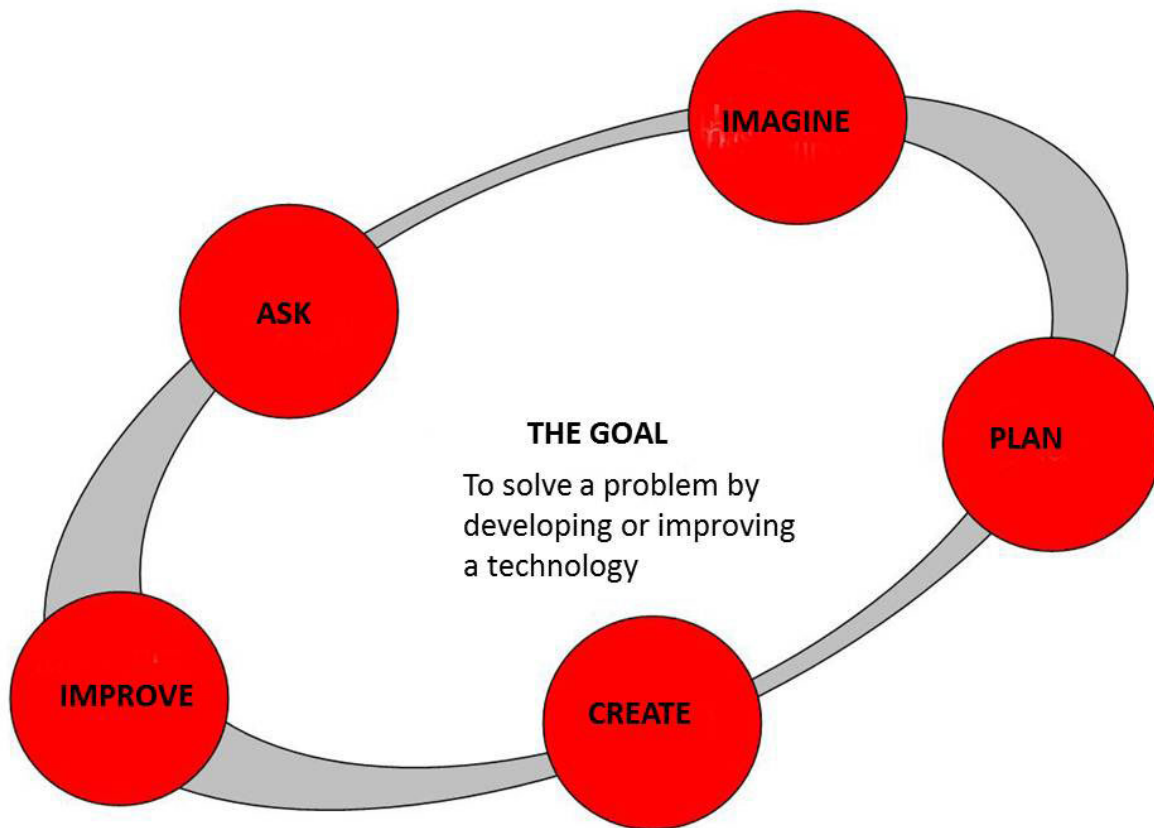 IMAGINE
ASK
THE GOAL
To solve a problem by
developing or improving
a technology
PLAN
IMPROVE
CREATE